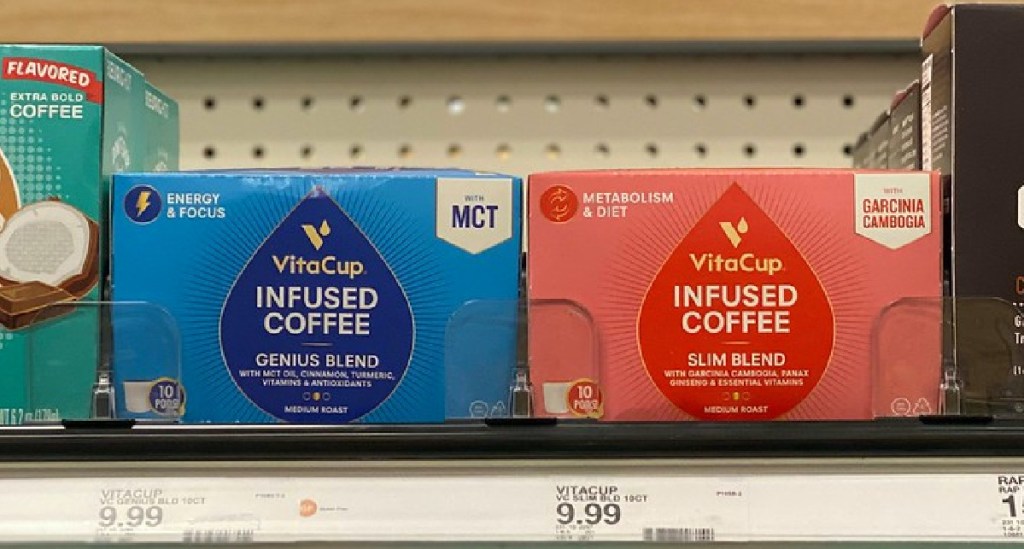 FLAVORED
EXTRA BOLD
COFFEE
ENERGY
& FOCUS
WITH
MCT
VitaCup
INFUSED
COFFEE
GENIUS BLEND
WITH MCT OIL, CINNAMON, TURMERIC,
VITAMINS & ANTIOXIDANTS
MEDIUM ROAST
10
PODS
METABOLISM
& DIET
WITH
GARCINIA
CAMBOGIA
VitaCup
INFUSED
COFFEE
SLIM BLEND
WITH GARCINIA CAMBOGIA, PANAX
GINSENG & ESSENTIAL VITAMINS
MEDIUM ROAST
10
PODS
VITACUP
VC GENIUS BLD 10CT
9.99
VITACUP
VC SLIM BLD 10CT
9.99
RAP